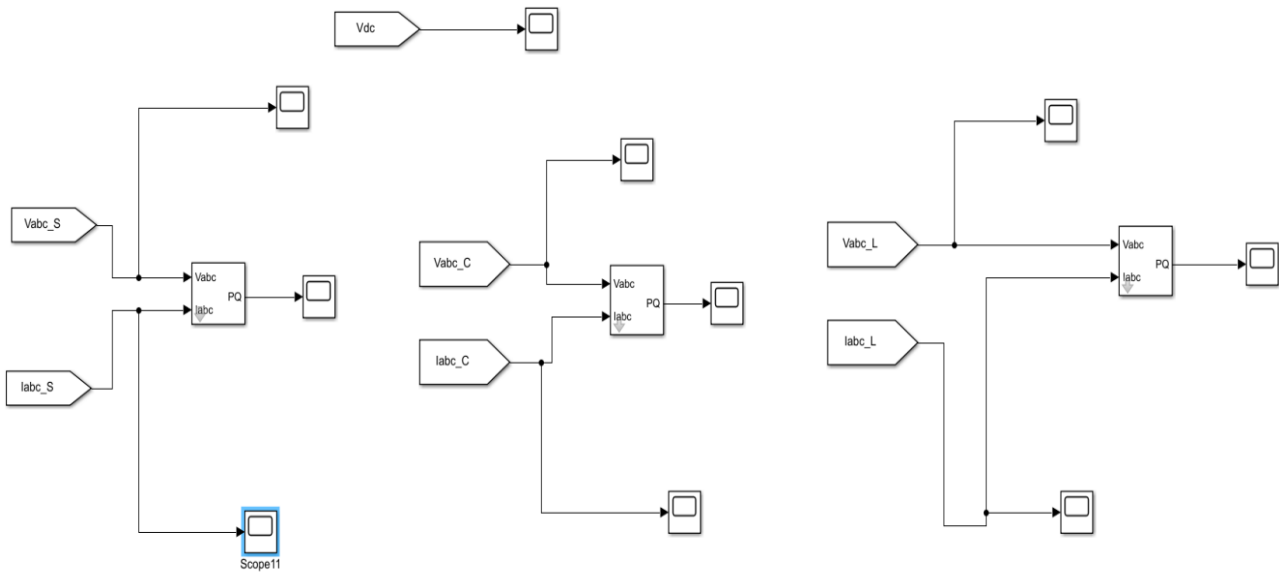 Vdc
Vabc_S
Vabc
Iabc
PQ
Iabc_S
Scope11
Vabc_C
Vabc
Iabc
PQ
Iabc_C
Vabc_L
Vabc
Iabc
PQ
Iabc_L